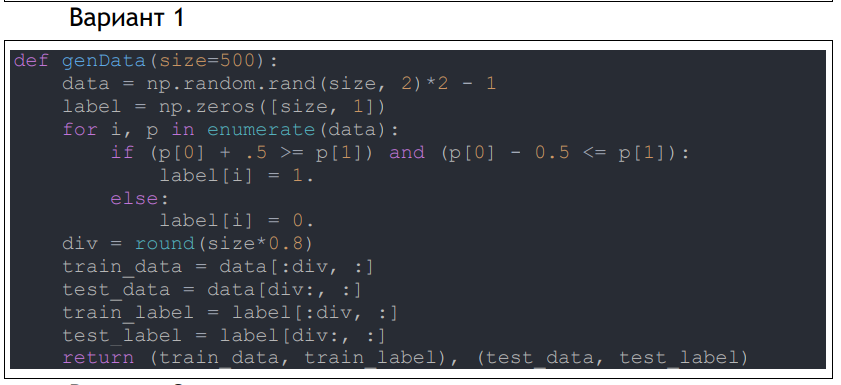 Вариант 1
def genData(size=500):
    data = np.random.rand(size, 2)*2 - 1
    label = np.zeros([size, 1])
    for i, p in enumerate(data):
        if (p[0] + .5 >= p[1]) and (p[0] - 0.5 <= p[1]):
            label[i] = 1.
        else:
            label[i] = 0.
    div = round(size*0.8)
    train_data = data[:div, :]
    test_data = data[div:, :]
    train_label = label[:div, :]
    test_label = label[div:, :]
    return (train_data, train_label), (test_data, test_label)